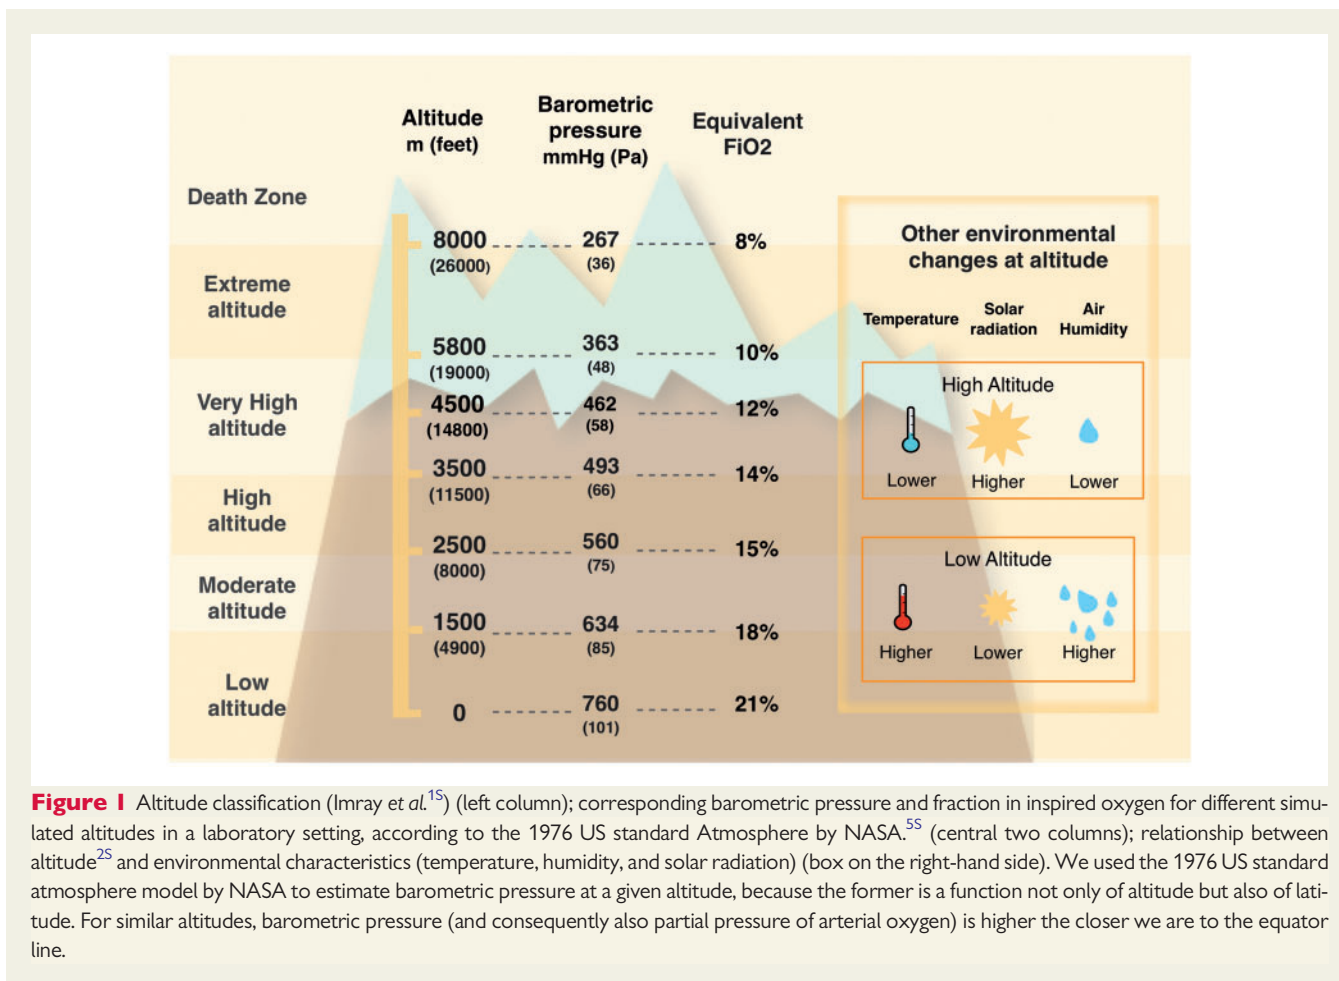 Altitude
m (feet)
Barometric
pressure
mmHg (Pa)
Equivalent
FiO2
Death Zone
8000
(26000)
267
(36)
8%
Extreme
altitude
5800
(19000)
363
(48)
10%
Very High
altitude
4500
(14800)
462
(58)
12%
3500
(11500)
493
(66)
14%
High
altitude
2500
(8000)
560
(75)
15%
Moderate
altitude
1500
(4900)
634
(85)
18%
Low
altitude
0
760
(101)
21%
Other environmental
changes at altitude
Temperature
Solar
radiation
Air
Humidity
High Altitude
Lower Higher Lower
Low Altitude
Higher Lower Higher
Figure 1 Altitude classification (Imray et al.1S) (left column); corresponding barometric pressure and fraction in inspired oxygen for different simu-
lated altitudes in a laboratory setting, according to the 1976 US standard Atmosphere by NASA.5S (central two columns); relationship between
altitude2S and environmental characteristics (temperature, humidity, and solar radiation) (box on the right-hand side). We used the 1976 US standard
atmosphere model by NASA to estimate barometric pressure at a given altitude, because the former is a function not only of altitude but also of lati-
tude. For similar altitudes, barometric pressure (and consequently also partial pressure of arterial oxygen) is higher the closer we are to the equator
line.